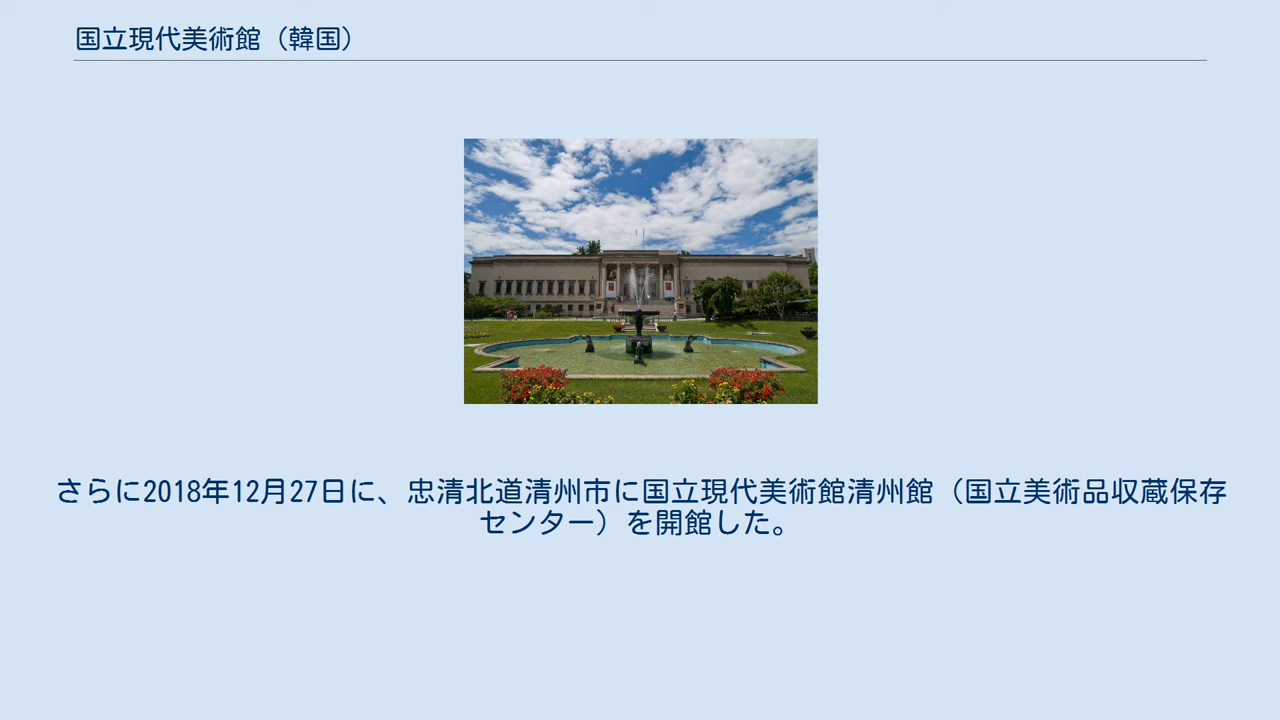 国立現代美術館（韓国）
さらに2018年12月27日に、忠清北道清州市に国立現代美術館清州館（国立美術品収蔵保存
センター）を開館した。